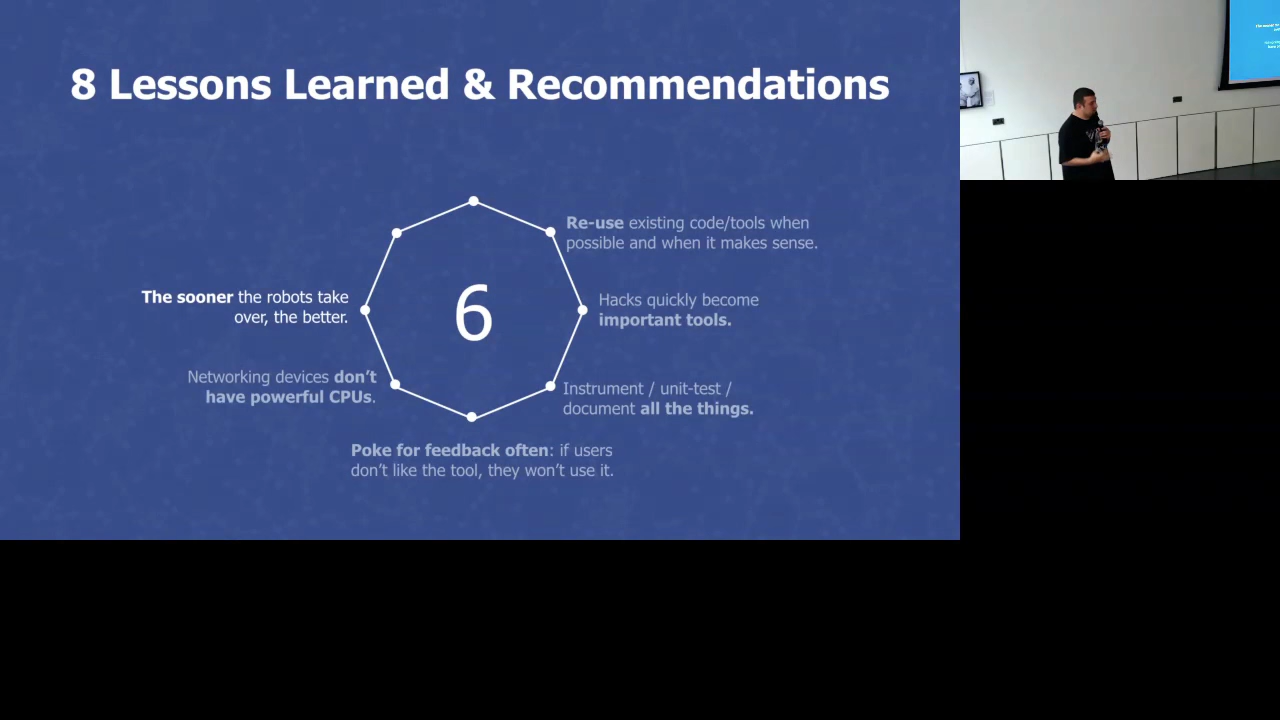 8 Lessons Learned & Recommendations
Re-use existing code/tools when
possible and when it makes sense.
Hacks quickly become
important tools.
Instrument / unit-test /
document all the things.
Poke for feedback often: if users
don't like the tool, they won't use it.
Networking devices don't
have powerful CPUs.
The sooner the robots take
over, the better.
6